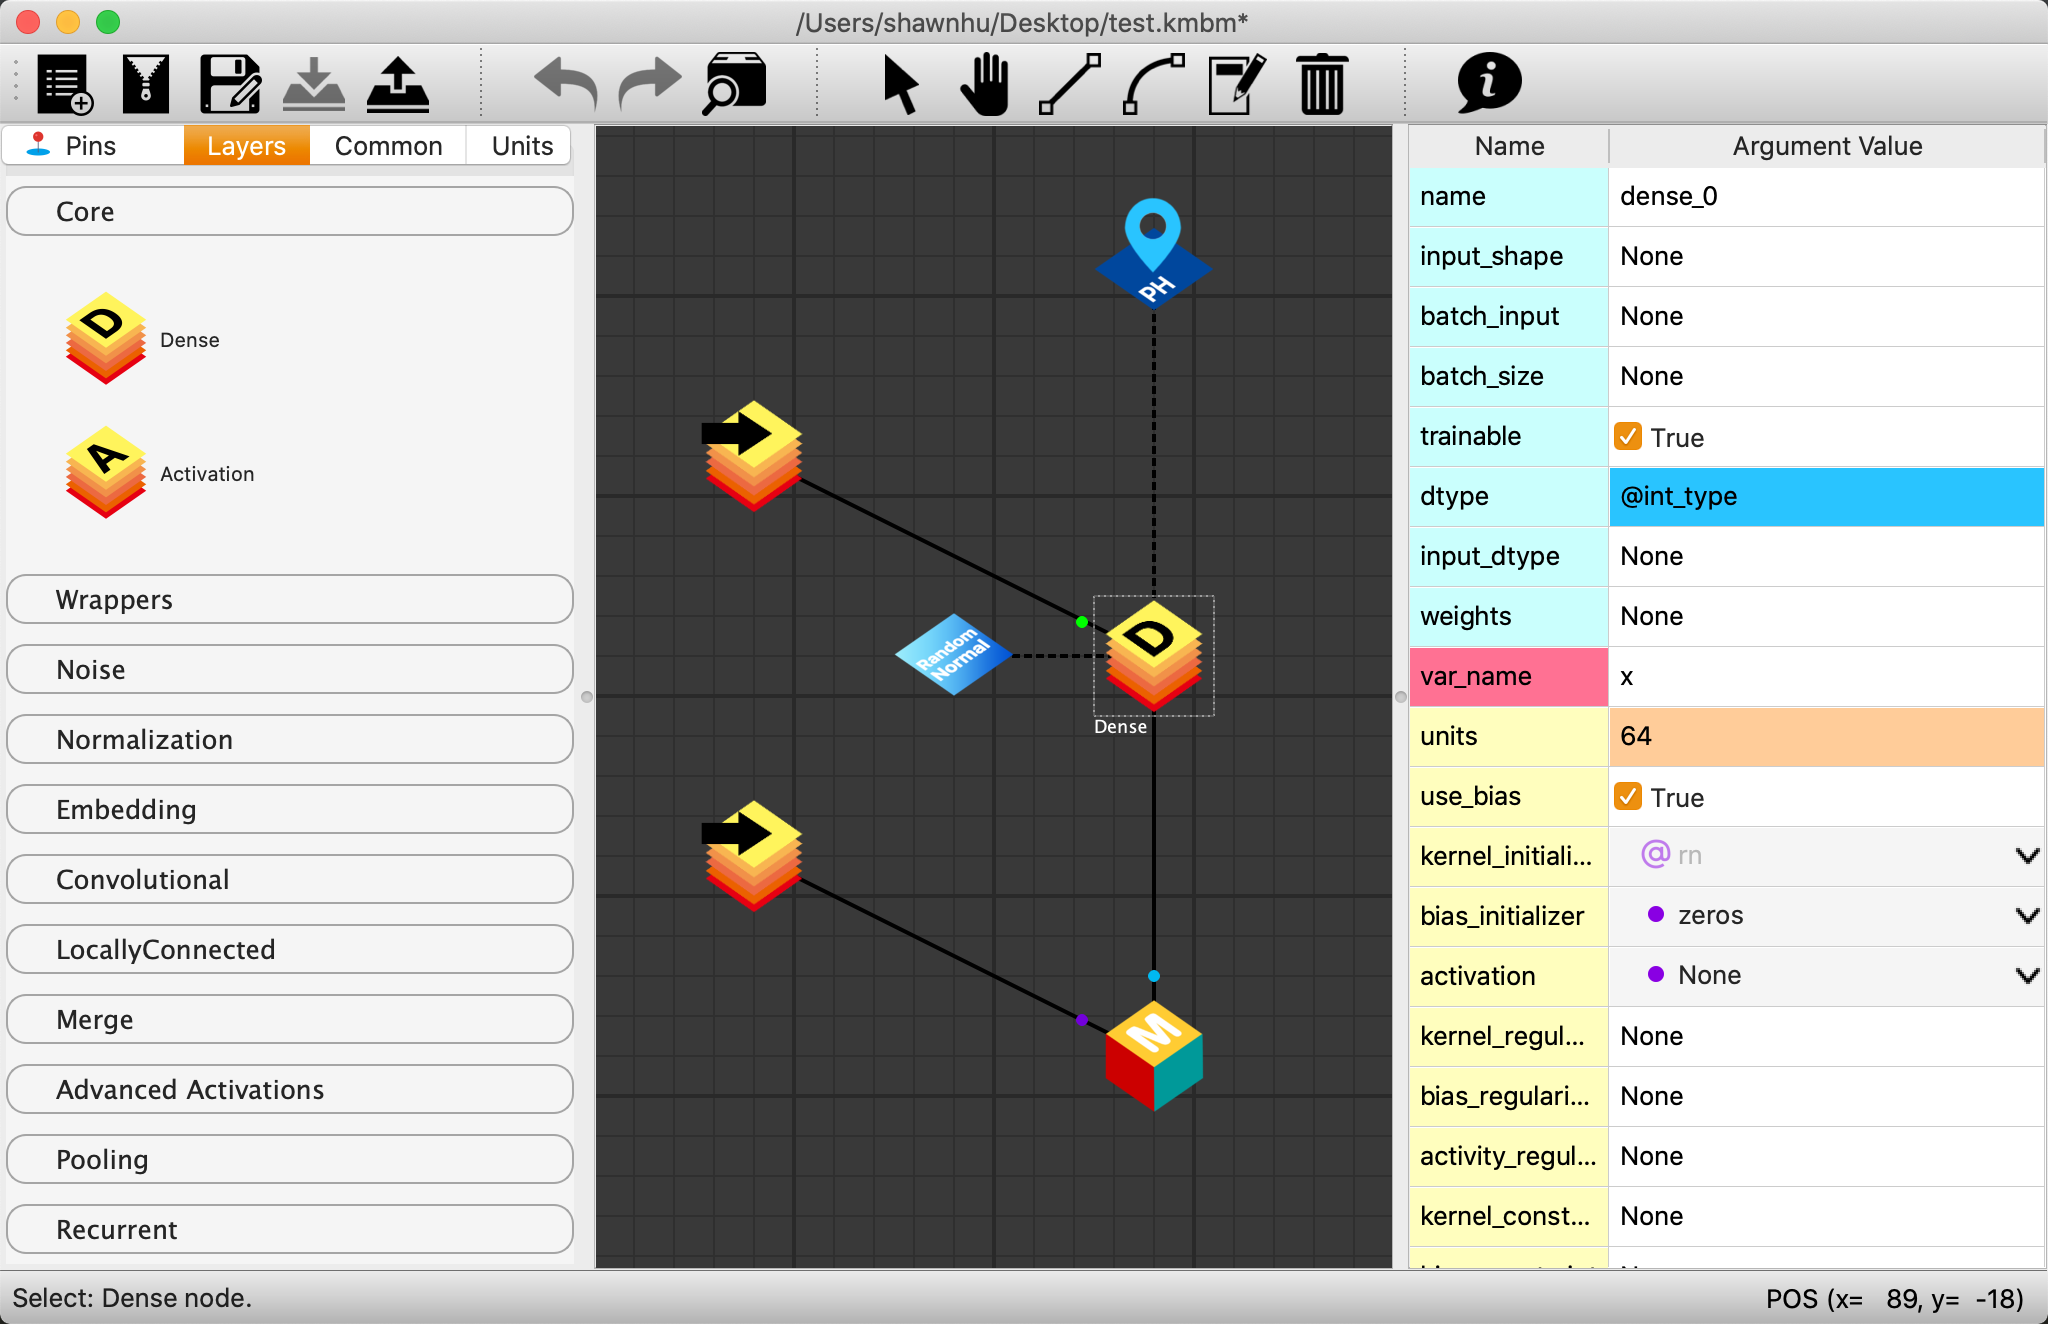 /Users/shawnhu/Desktop/test.kmbm*
Pins
Layers
Common
Units
Core
D
Dense
A
Activation
Wrappers
Noise
Normalization
Embedding
Convolutional
LocallyConnected
Merge
Advanced Activations
Pooling
Recurrent
PH
Random
Normal
D
Dense
M
Name Argument Value
name dense_0
input_shape None
batch_input None
batch_size None
trainable True
dtype @int_type
input_dtype None
weights None
var_name x
units 64
use_bias True
kernel_initiali... @ rn
bias_initializer zeros
activation None
kernel_regul... None
bias_regulari... None
activity_regul... None
kernel_const... None
Select: Dense node.
POS (x= 89, y= -18)